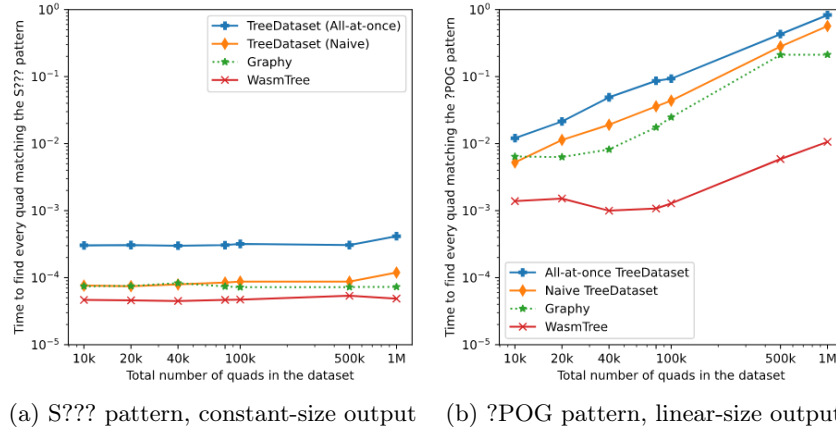 Time to find every quad matching the S??? pattern
10⁰
10⁻¹
10⁻²
10⁻³
10⁻⁴
10⁻⁵
TreeDataset (All-at-once)
TreeDataset (Naive)
Graphy
WasmTree
10k 20k 40k 100k 500k 1M
Total number of quads in the dataset
(a) S??? pattern, constant-size output
Time to find every quad matching the ?POG pattern
10⁰
10⁻¹
10⁻²
10⁻³
10⁻⁴
10⁻⁵
All-at-once TreeDataset
Naive TreeDataset
Graphy
WasmTree
10k 20k 40k 100k 500k 1M
Total number of quads in the dataset
(b) ?POG pattern, linear-size output